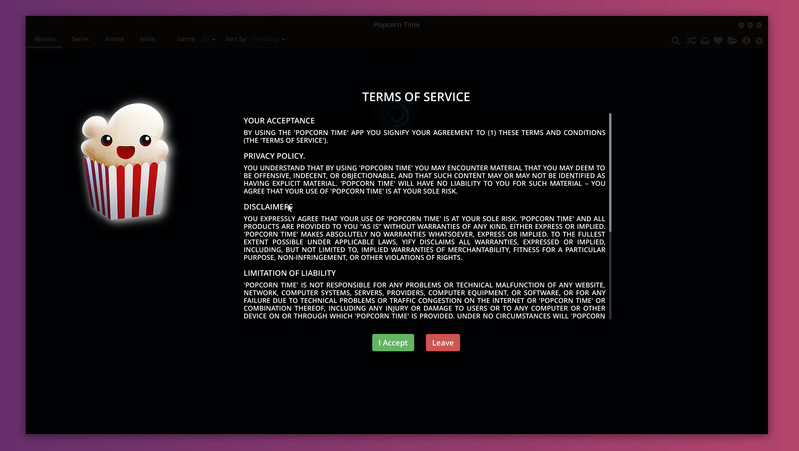 Popcorn Time
Movies Series Anime Indie Genre All Sort by Trending
TERMS OF SERVICE
YOUR ACCEPTANCE
BY USING THE 'POPCORN TIME' APP YOU SIGNIFY YOUR AGREEMENT TO (1) THESE TERMS AND CONDITIONS
(THE 'TERMS OF SERVICE').
PRIVACY POLICY.
YOU UNDERSTAND THAT BY USING 'POPCORN TIME' YOU MAY ENCOUNTER MATERIAL THAT YOU MAY DEEM TO
BE OFFENSIVE, INDECENT, OR OBJECTIONABLE, AND THAT SUCH CONTENT MAY OR MAY NOT BE IDENTIFIED AS
HAVING EXPLICIT MATERIAL. 'POPCORN TIME' WILL HAVE NO LIABILITY TO YOU FOR SUCH MATERIAL – YOU
AGREE THAT YOUR USE OF 'POPCORN TIME' IS AT YOUR SOLE RISK.
DISCLAIMERS
YOU EXPRESSLY AGREE THAT YOUR USE OF 'POPCORN TIME' IS AT YOUR SOLE RISK. 'POPCORN TIME' AND ALL
PRODUCTS ARE PROVIDED TO YOU “AS IS” WITHOUT WARRANTIES OF ANY KIND, EITHER EXPRESS OR IMPLIED.
'POPCORN TIME' MAKES ABSOLUTELY NO WARRANTIES WHATSOEVER, EXPRESS OR IMPLIED. TO THE FULLEST
EXTENT POSSIBLE UNDER APPLICABLE LAWS, YIFY DISCLAIMS ALL WARRANTIES, EXPRESSED OR IMPLIED,
INCLUDING, BUT NOT LIMITED TO, IMPLIED WARRANTIES OF MERCHANTABILITY, FITNESS FOR A PARTICULAR
PURPOSE, NON-INFRINGEMENT, OR OTHER VIOLATIONS OF RIGHTS.
LIMITATION OF LIABILITY
'POPCORN TIME' IS NOT RESPONSIBLE FOR ANY PROBLEMS OR TECHNICAL MALFUNCTION OF ANY WEBSITE,
NETWORK, COMPUTER SYSTEMS, SERVERS, PROVIDERS, COMPUTER EQUIPMENT, OR SOFTWARE, OR FOR ANY
FAILURE DUE TO TECHNICAL PROBLEMS OR TRAFFIC CONGESTION ON THE INTERNET OR 'POPCORN TIME' OR
COMBINATION THEREOF, INCLUDING ANY INJURY OR DAMAGE TO USERS OR TO ANY COMPUTER OR OTHER
DEVICE ON OR THROUGH WHICH 'POPCORN TIME' IS PROVIDED. UNDER NO CIRCUMSTANCES WILL 'POPCORN
I Accept Leave